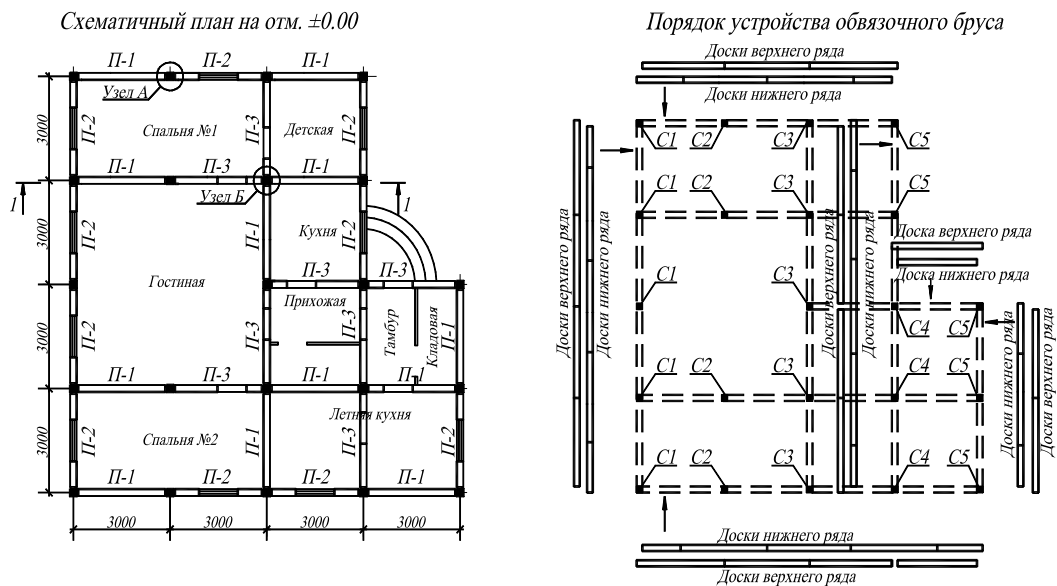 Схематичный план на отм. ±0.00
П-1
П-2
П-1
Узел А
П-2
Спальня №1
П-3
Детская
П-2
3000
П-1
П-3
П-1
Узел Б
1
1
3000
П-2
П-1
Кухня
П-2
Гостиная
П-3
П-3
Прихожая
3000
П-2
П-3
П-3
Тамбур
Кладовая
П-1
П-1
П-3
П-1
П-1
Летная кухня
3000
П-2
Спальня №2
П-1
П-3
П-2
П-1
П-2
П-2
П-1
3000
3000
3000
3000
Порядок устройства обвязочного бруса
Доски верхнего ряда
Доски нижнего ряда
С1
С2
С3
С5
С1
С2
С3
С5
Доски верхнего ряда
Доски нижнего ряда
Доски верхнего ряда
Доски нижнего ряда
Доска верхнего ряда
Доска нижнего ряда
С1
С3
С4
С5
С1
С2
С3
С4
С5
Доски нижнего ряда
Доски верхнего ряда
С1
С2
С3
С4
С5
Доски нижнего ряда
Доски верхнего ряда